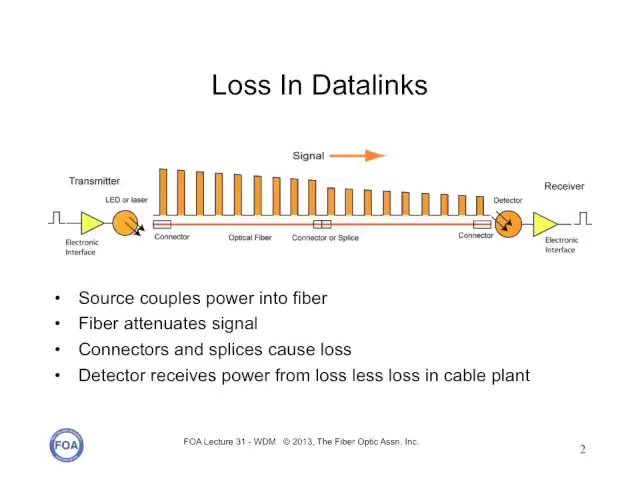 Loss In Datalinks
Signal
Transmitter
Receiver
LED or laser
Detector
Connector
Optical Fiber
Connector or Splice
Connector
Electronic
Interface
Electronic
Interface
• Source couples power into fiber
• Fiber attenuates signal
• Connectors and splices cause loss
• Detector receives power from loss less loss in cable plant
FOA
FOA Lecture 31 - WDM © 2013, The Fiber Optic Assn. Inc.
2